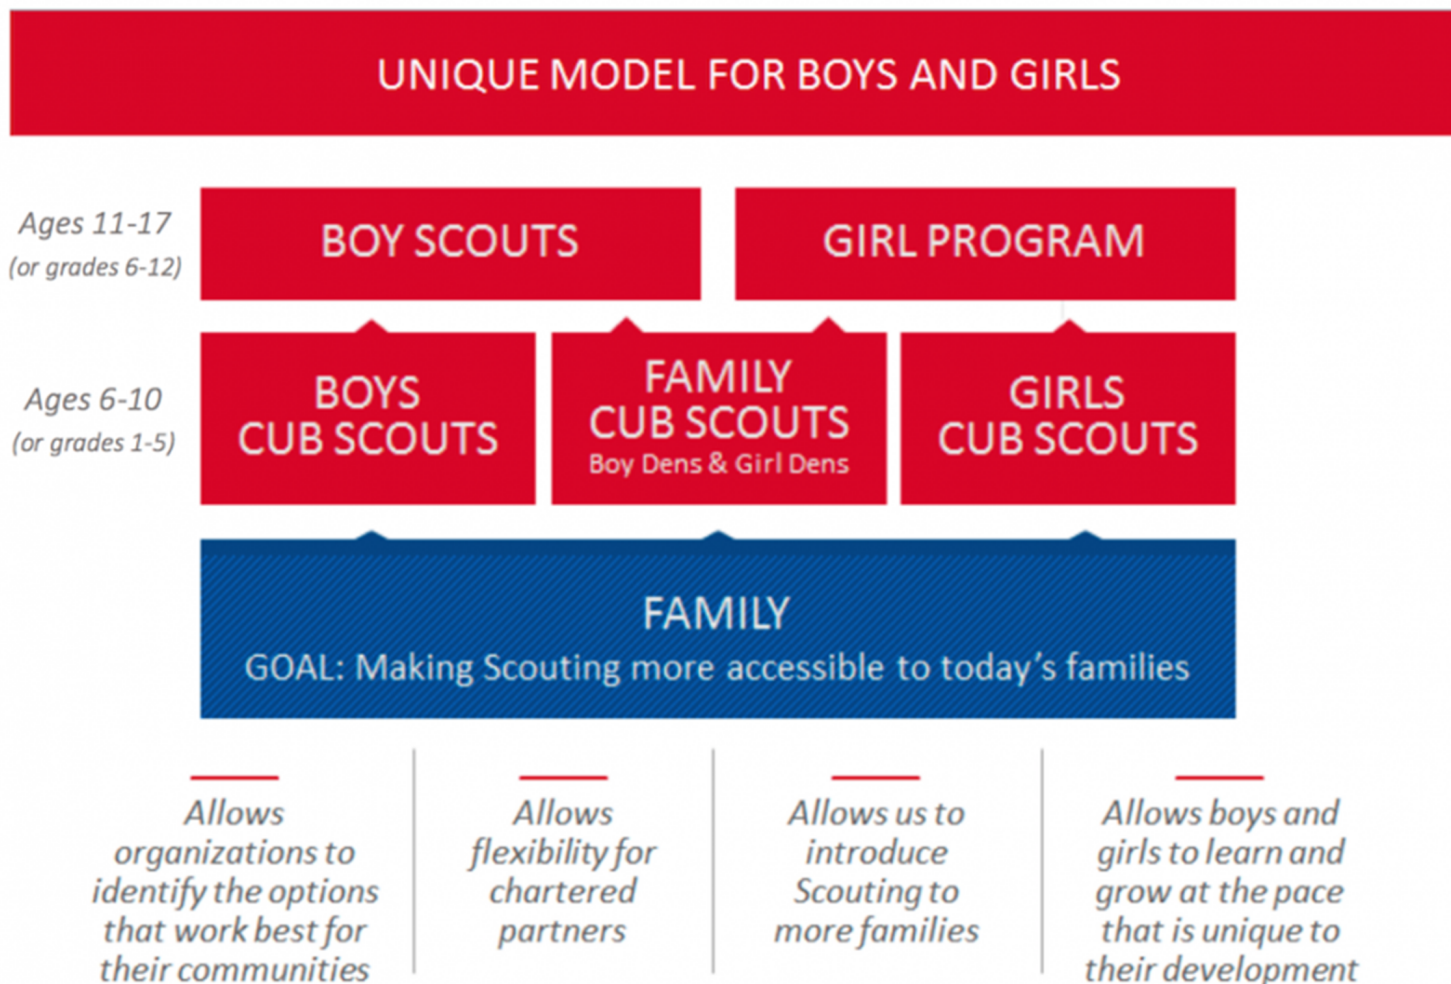 UNIQUE MODEL FOR BOYS AND GIRLS
Ages 11-17
(or grades 6-12)
BOY SCOUTS
GIRL PROGRAM
Ages 6-10
(or grades 1-5)
BOYS
CUB SCOUTS
FAMILY
CUB SCOUTS
Boy Dens & Girl Dens
GIRLS
CUB SCOUTS
FAMILY
GOAL: Making Scouting more accessible to today's families
Allows
organizations to
identify the options
that work best for
their communities
Allows
flexibility for
chartered
partners
Allows us to
introduce
Scouting to
more families
Allows boys and
girls to learn and
grow at the pace
that is unique to
their development